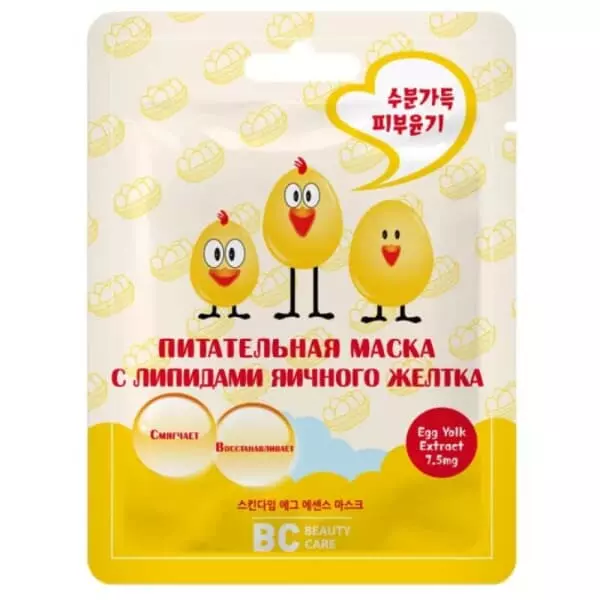 수분가득
피부윤기
ПИТАТЕЛЬНАЯ МАСКА
С ЛИПИДАМИ ЯИЧНОГО ЖЕЛТКА
Смягчает
Восстанавливает
Egg Yolk
Extract
7.5mg
스킨다임 에그 에센스 마스크
BC BEAUTY
CARE